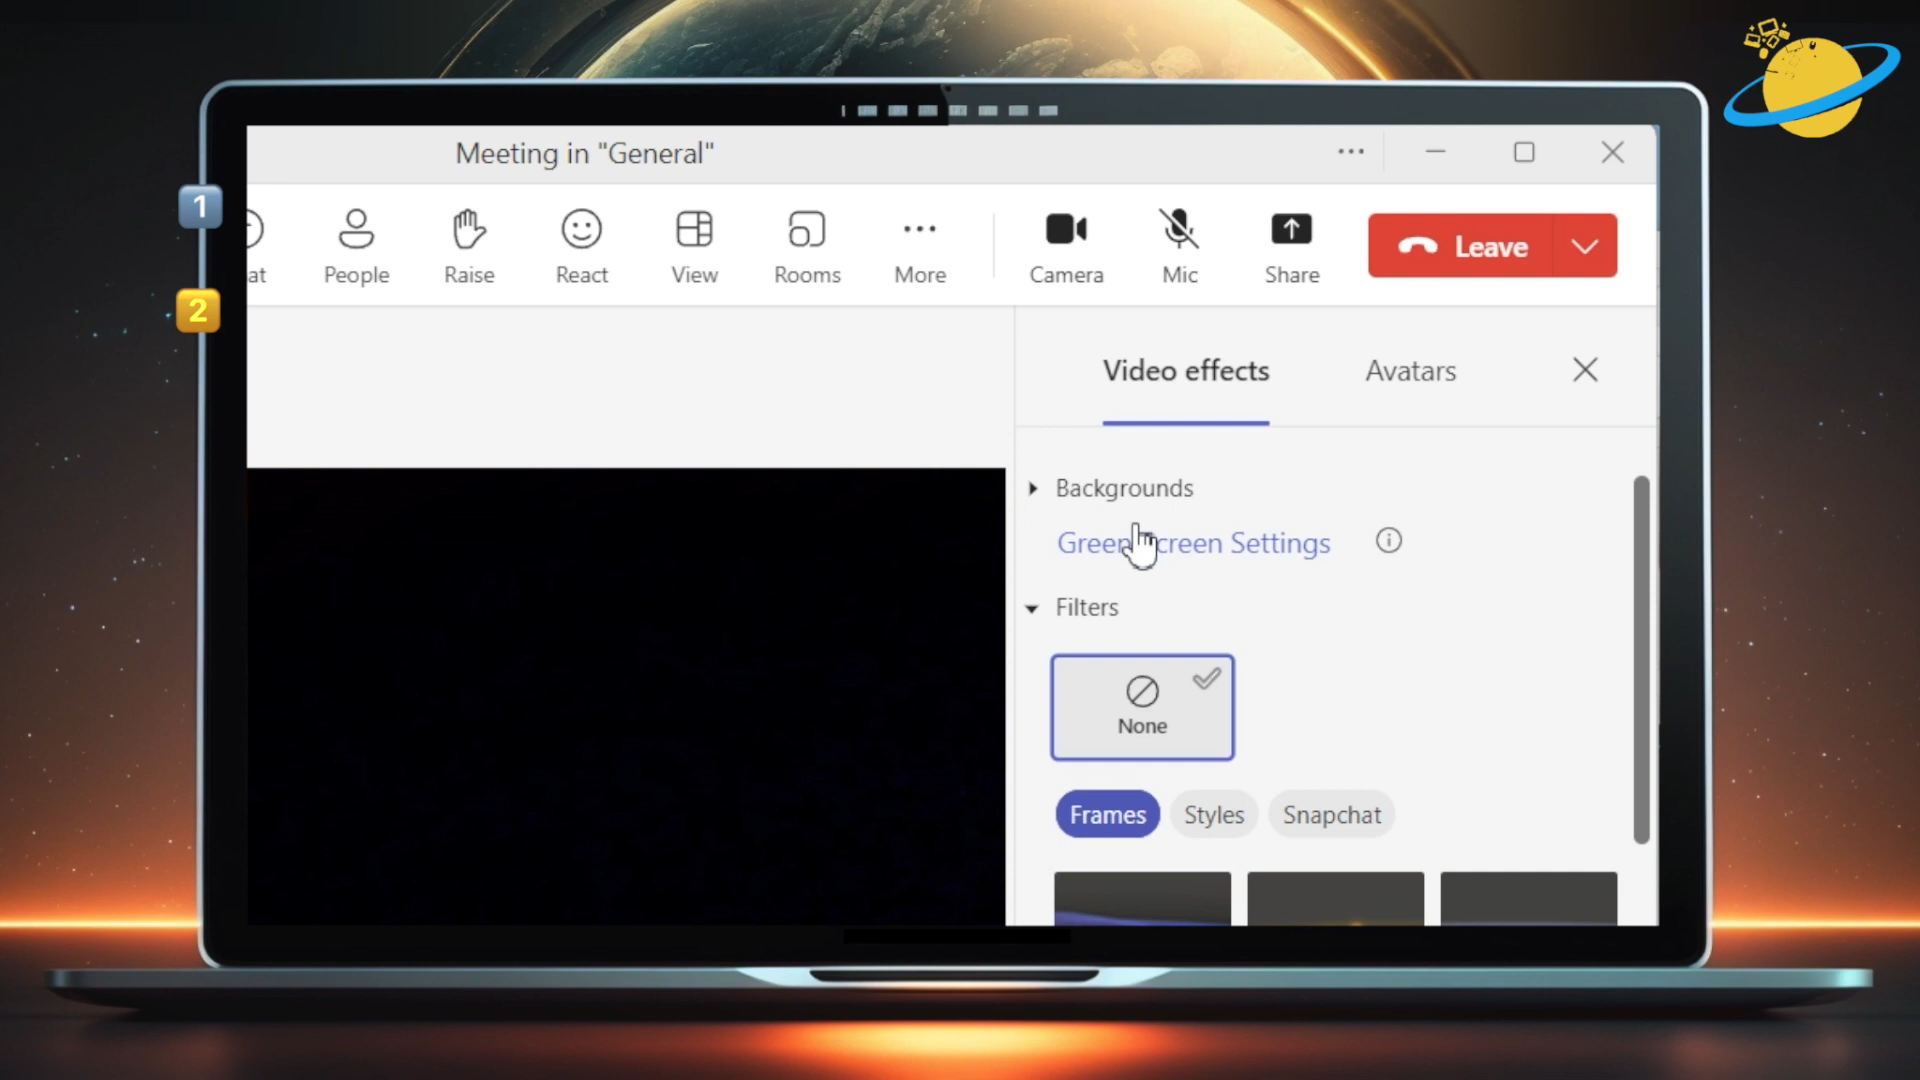 Meeting in "General"
1
at
People
Raise
React
View
Rooms
More
Camera
Mic
Share
Leave
2
Video effects
Avatars
Backgrounds
Green Screen Settings
Filters
None
Frames
Styles
Snapchat